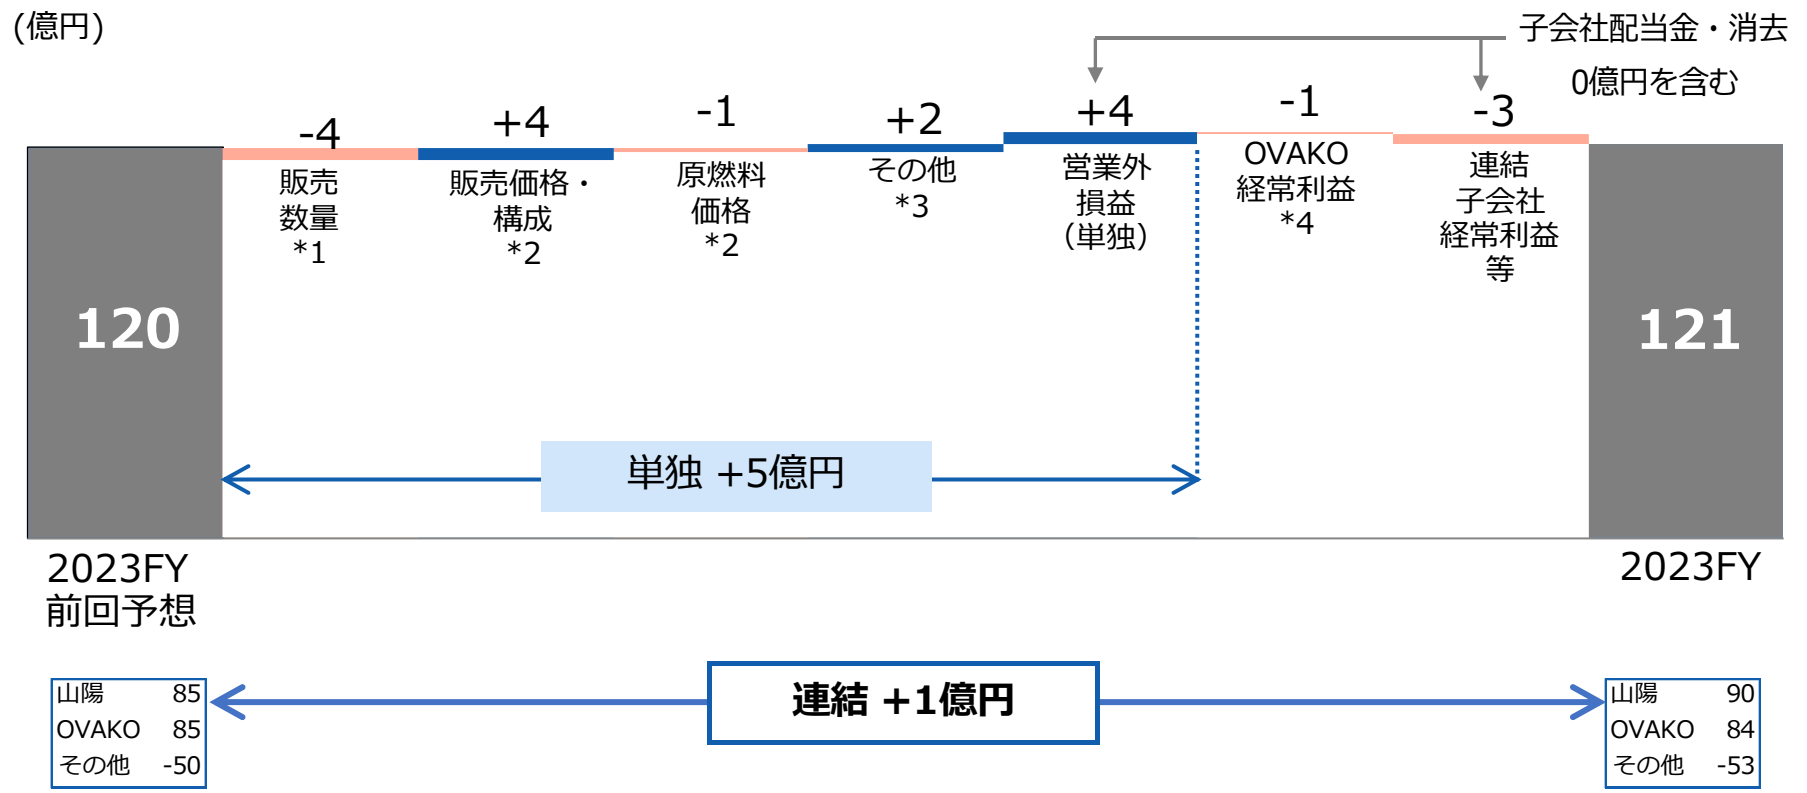 (億円)
子会社配当金・消去
0億円を含む
-4
販売
数量
*1
+4
販売価格・
構成
*2
-1
原燃料
価格
*2
+2
その他
*3
+4
営業外
損益
(単独)
-1
OVAKO
経常利益
*4
-3
連結
子会社
経常利益
等
120
121
単独 +5億円
2023FY
前回予想
2023FY
連結 +1億円
山陽 85
OVAKO 85
その他 -50
山陽 90
OVAKO 84
その他 -53